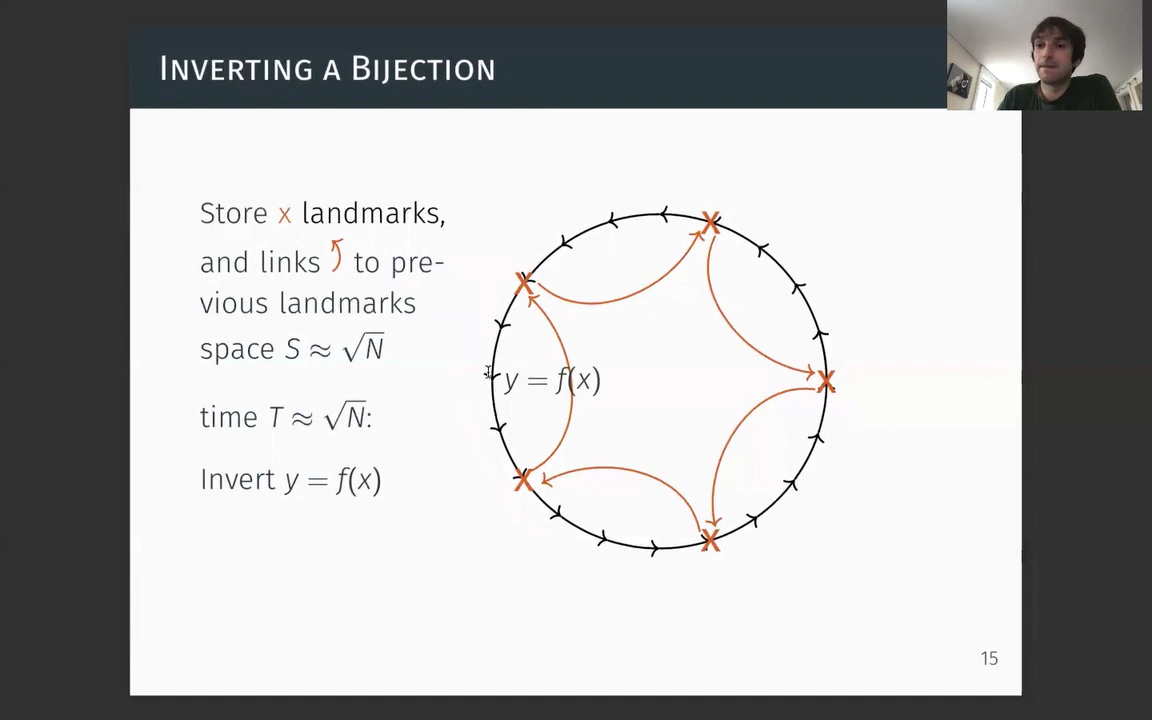 INVERTING A BIJECTION
Store x landmarks,
and links to pre-
vious landmarks
space S ≈ √N
time T ≈ √N:
Invert y = f(x)
y = f(x)
15